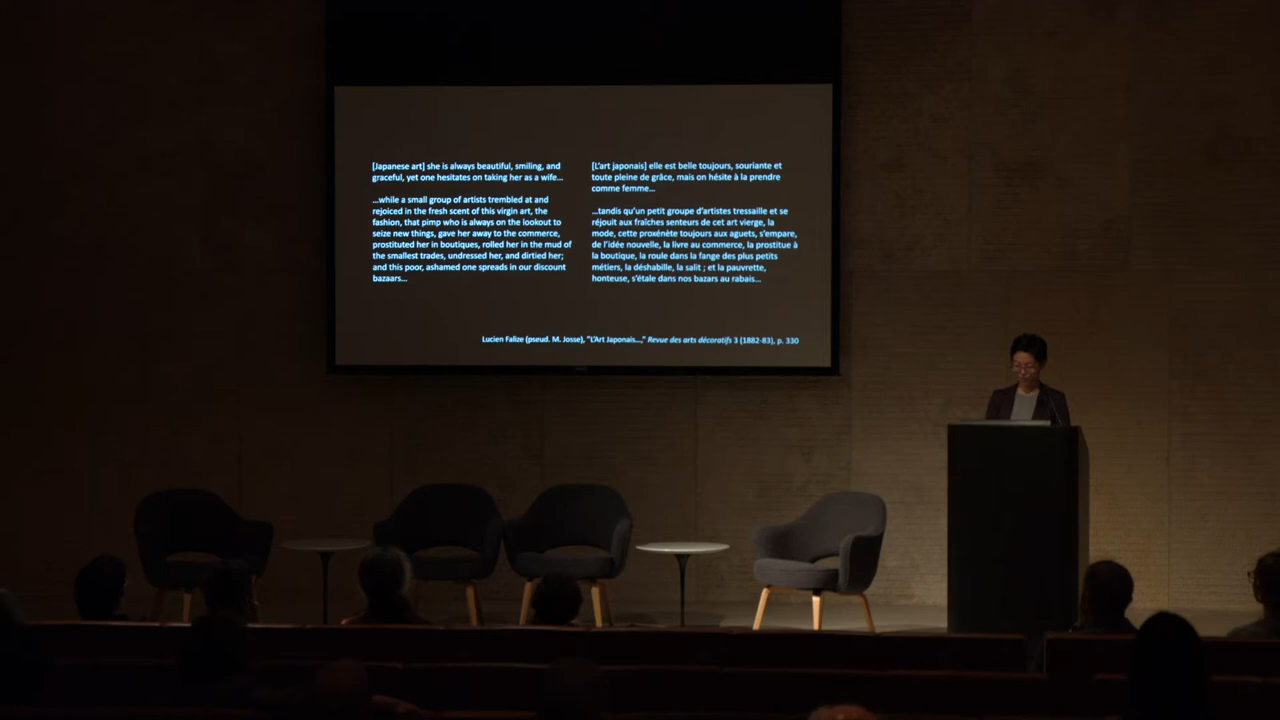 [Japanese art] she is always beautiful, smiling, and
graceful, yet one hesitates on taking her as a wife...
...while a small group of artists trembled at and
rejoiced in the fresh scent of this virgin art, the
fashion, that pimp who is always on the lookout to
seize new things, gave her away to the commerce,
prostituted her in boutiques, rolled her in the mud of
the smallest trades, undressed her, and dirtied her;
and this poor, ashamed one spreads in our discount
bazaars...
[L'art japonais] elle est belle toujours, souriante et
toute pleine de grâce, mais on hésite à la prendre
comme femme...
...tandis qu'un petit groupe d'artistes tressaille et se
réjouit aux fraîches senteurs de cet art vierge, la
mode, cette proxénète toujours aux aguets, s'empare,
de l'idée nouvelle, la livre au commerce, la prostitue à
la boutique, la roule dans la fange des plus petits
métiers, la déshabille, la salit ; et la pauvrette,
honteuse, s'étale dans nos bazars au rabais...
Lucien Falize (pseud. M. Josse), "L'Art Japonais...," Revue des arts décoratifs 3 (1882-83), p. 330